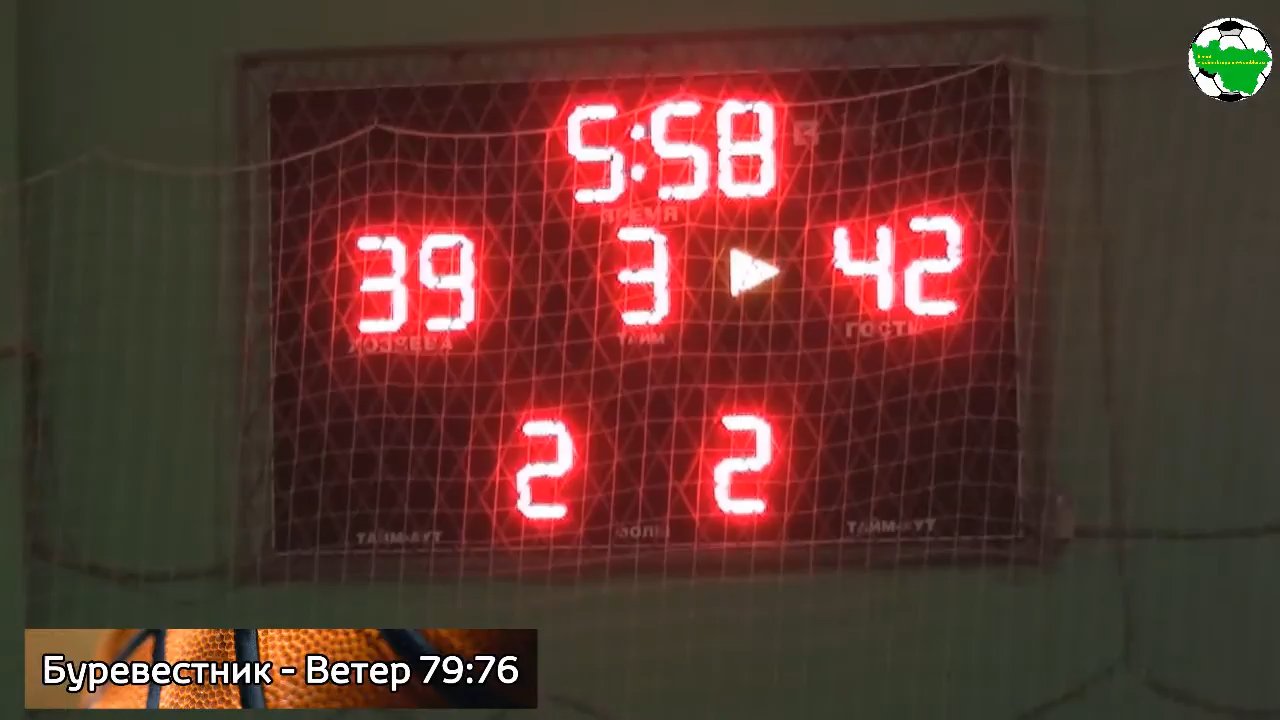 5:58
ВРЕМЯ
39 3 42
ХОЗЯЕВА ТАЙМ ГОСТИ
2 2
ТАЙМ-АУТ ФОЛЫ ТАЙМ-АУТ
Буревестник - Ветер 79:76